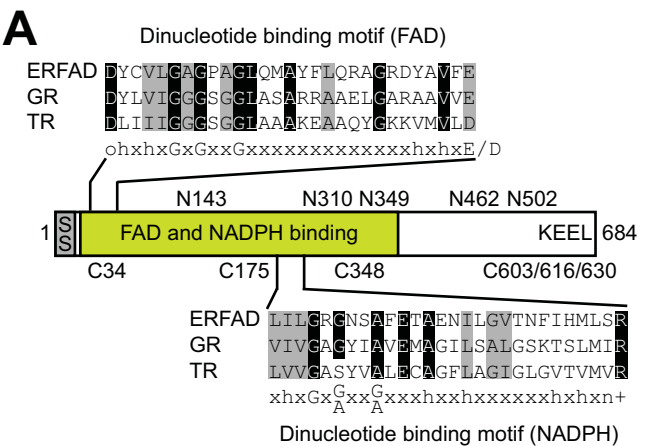 A
Dinucleotide binding motif (FAD)
ERFAD DYCVLGAGPAGLQMAYFLQRAGRDYAVFE
GR DYLVIGGGSGGLASARRAAELGARAAVVE
TR DLIIIGGGSGGLAAAKEAAQYGKKVMVLD
ohxhxGxGxxGxxxxxxxxxxxxxhxhxE/D
N143 N310 N349 N462 N502
1 SS FAD and NADPH binding KEEL 684
C34 C175 C348 C603/616/630
ERFAD LILGRGNSAFETAENILGVTNFIHMLSR
GR VIVGAGYIAVEMAGILSALGSKTSLMIR
TR LVVGASYVALECAGFLAGIGLGVTVMVR
xhxGxGxxGxxxhxxhxxxxxxhxhxn+
A A
Dinucleotide binding motif (NADPH)